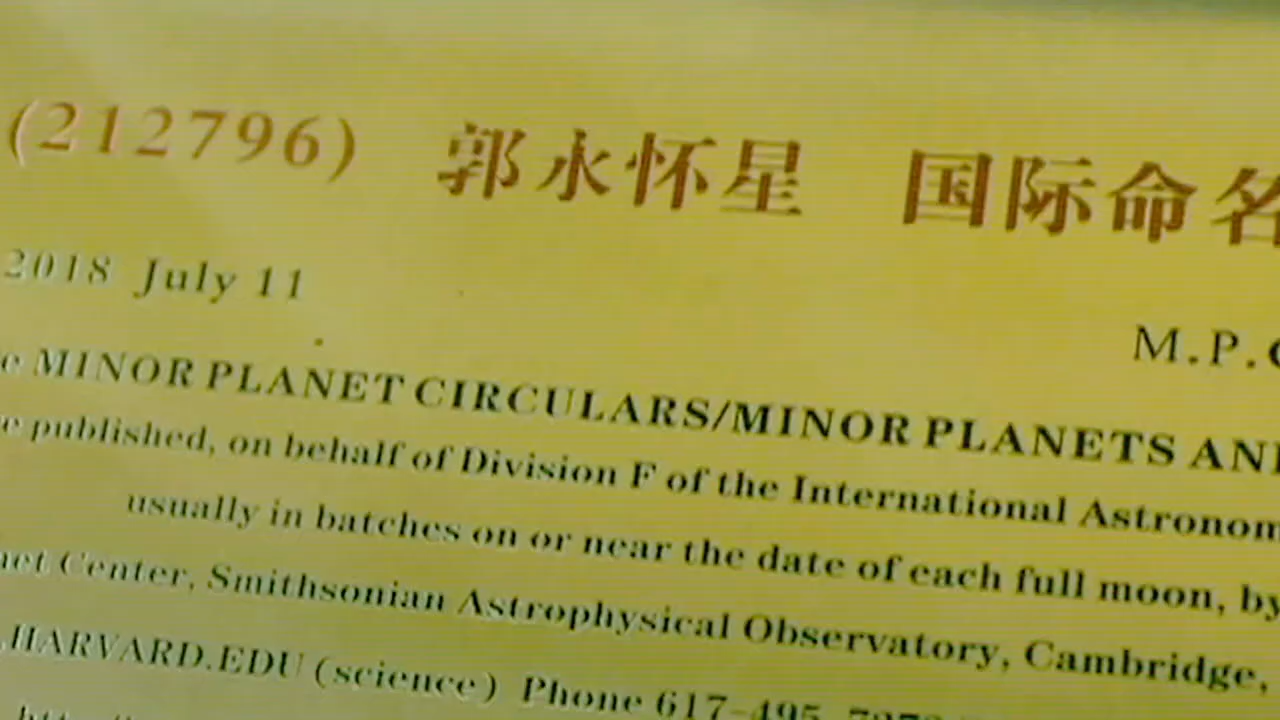 (212796) 郭永怀星 国际命名
2018 July 11
M.P.C
MINOR PLANET CIRCULARS/MINOR PLANETS AN
published, on behalf of Division F of the International Astronom
usually in batches on or near the date of each full moon, by
net Center, Smithsonian Astrophysical Observatory, Cambridge,
.HARVARD.EDU (science) Phone 617-495